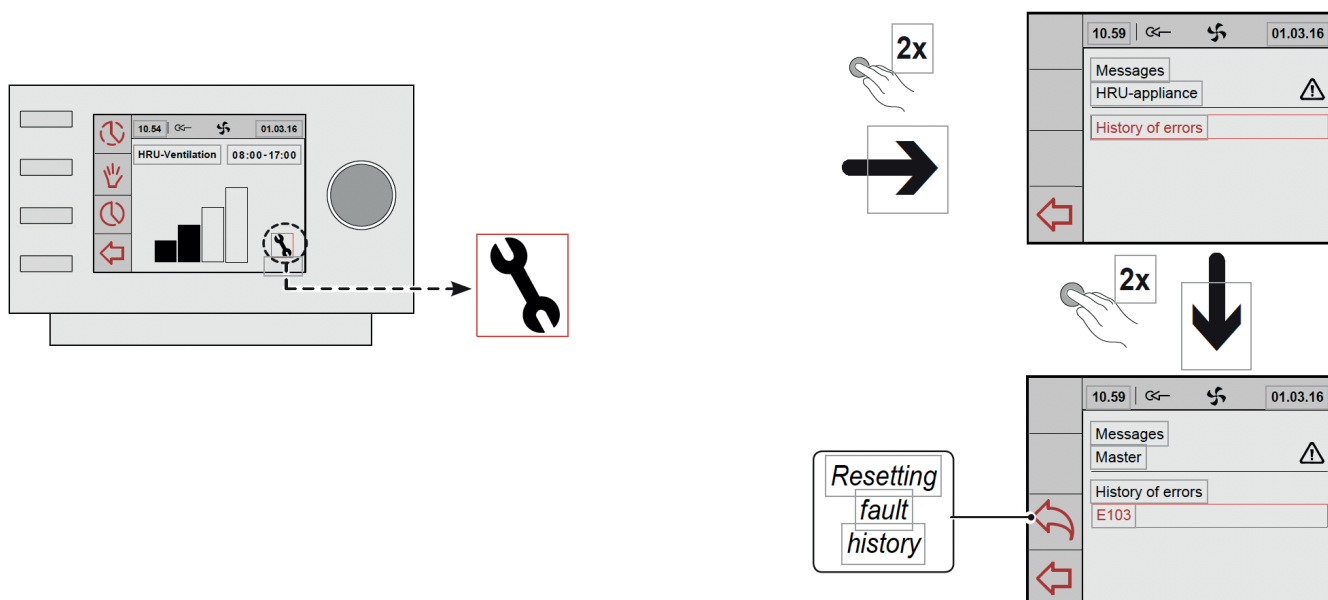 10.54 01.03.16
HRU-Ventilation 08:00-17:00
2x
10.59 01.03.16
Messages
HRU-appliance
History of errors
2x
10.59 01.03.16
Messages
Master
History of errors
E103
Resetting
fault
history